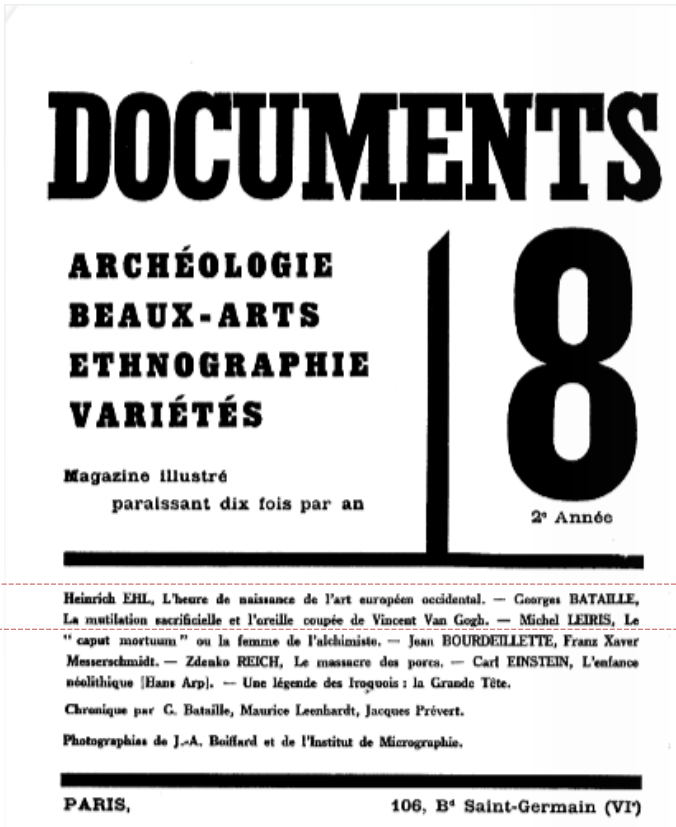 DOCUMENTS
ARCHÉOLOGIE
BEAUX-ARTS
ETHNOGRAPHIE
VARIÉTÉS
Magazine illustré
paraissant dix fois par an
8
2e Année
Heinrich EHL, L'heure de naissance de l'art européen occidental. — Georges BATAILLE,
La mutilation sacrificielle et l'oreille coupée de Vincent Van Gogh. — Michel LEIRIS, Le
" caput mortuum " ou la femme de l'alchimiste. — Jean BOURDEILLETTE, Franz Xaver
Messerschmidt. — Zdenko REICH, Le massacre des porcs. — Carl EINSTEIN, L'enfance
néolithique [Hans Arp]. — Une légende des Iroquois : la Grande Tête.
Chronique par G. Bataille, Maurice Leenhardt, Jacques Prévert.
Photographies de J.-A. Boiffard et de l'Institut de Micrographie.
PARIS,
106, Bd Saint-Germain (VIe)